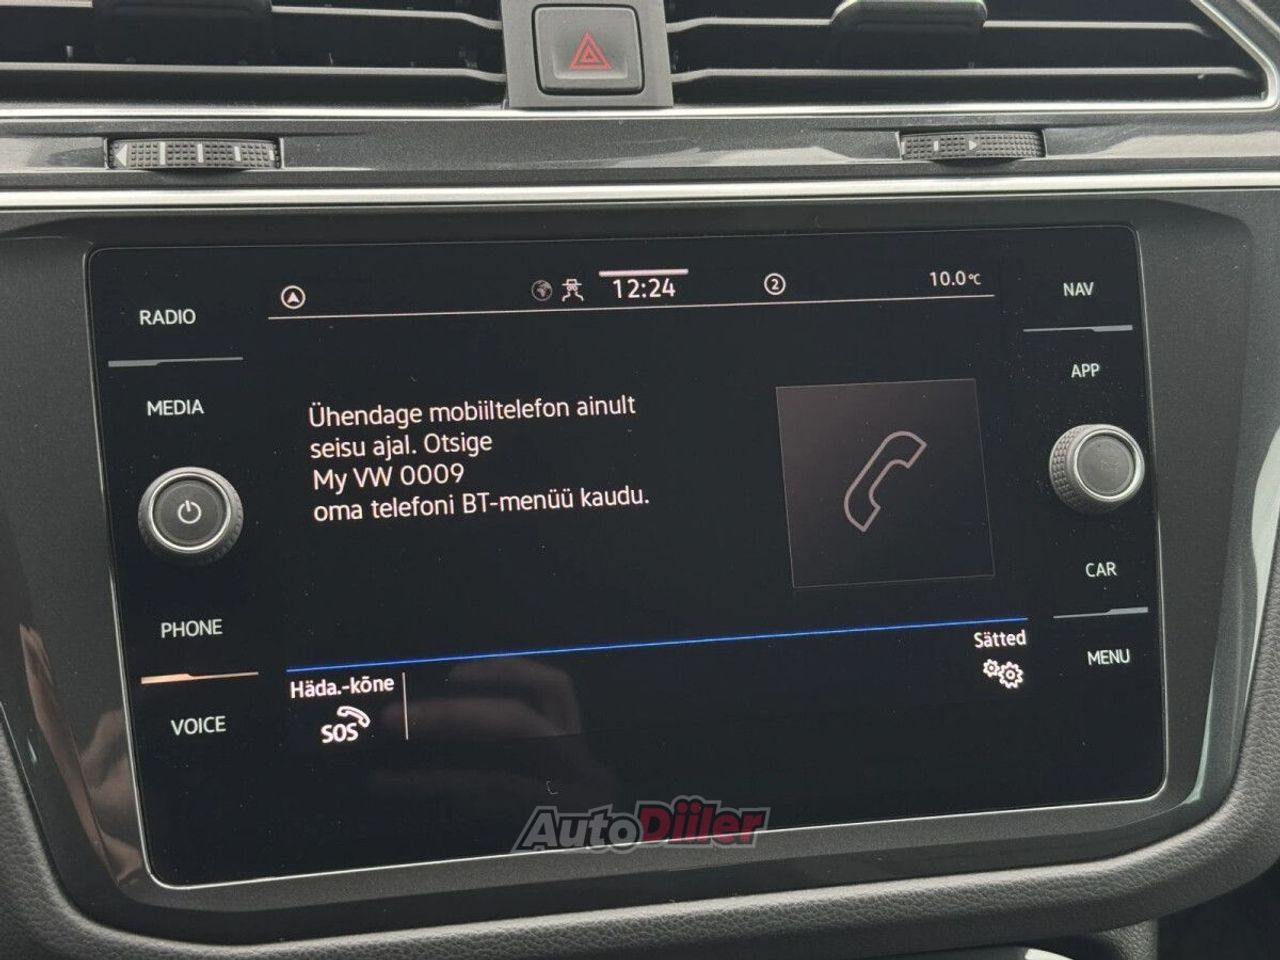 RADIO
MEDIA
PHONE
VOICE
12:24
2
10.0°C
Ühendage mobiiltelefon ainult
seisu ajal. Otsige
My VW 0009
oma telefoni BT-menüü kaudu.
Häda.-kõne
SOS
Sätted
NAV
APP
CAR
MENU
AutoDiiler